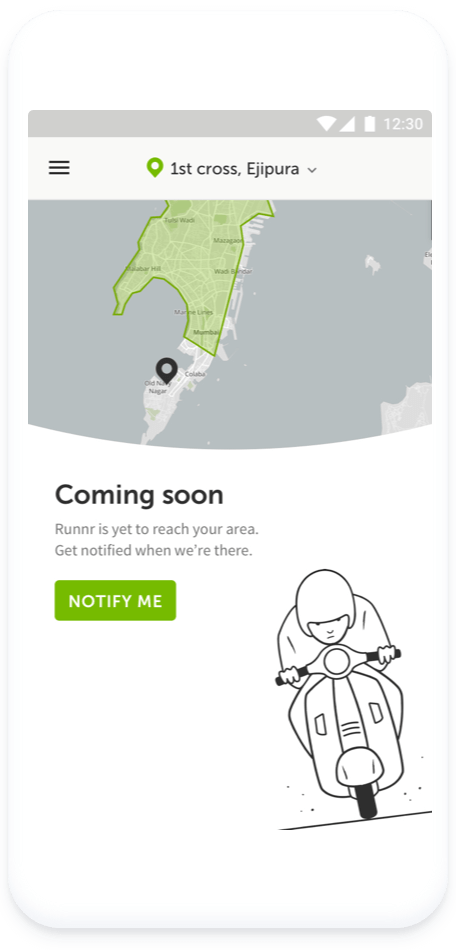 12:30
1st cross, Ejipura
Tulsi Wadi
Mazagaon
Malabar Hill
Wadi Bandar
Marine Lines
Mumbai
Colaba
Old Navy
Nagar
Coming soon
Runnr is yet to reach your area.
Get notified when we're there.
NOTIFY ME